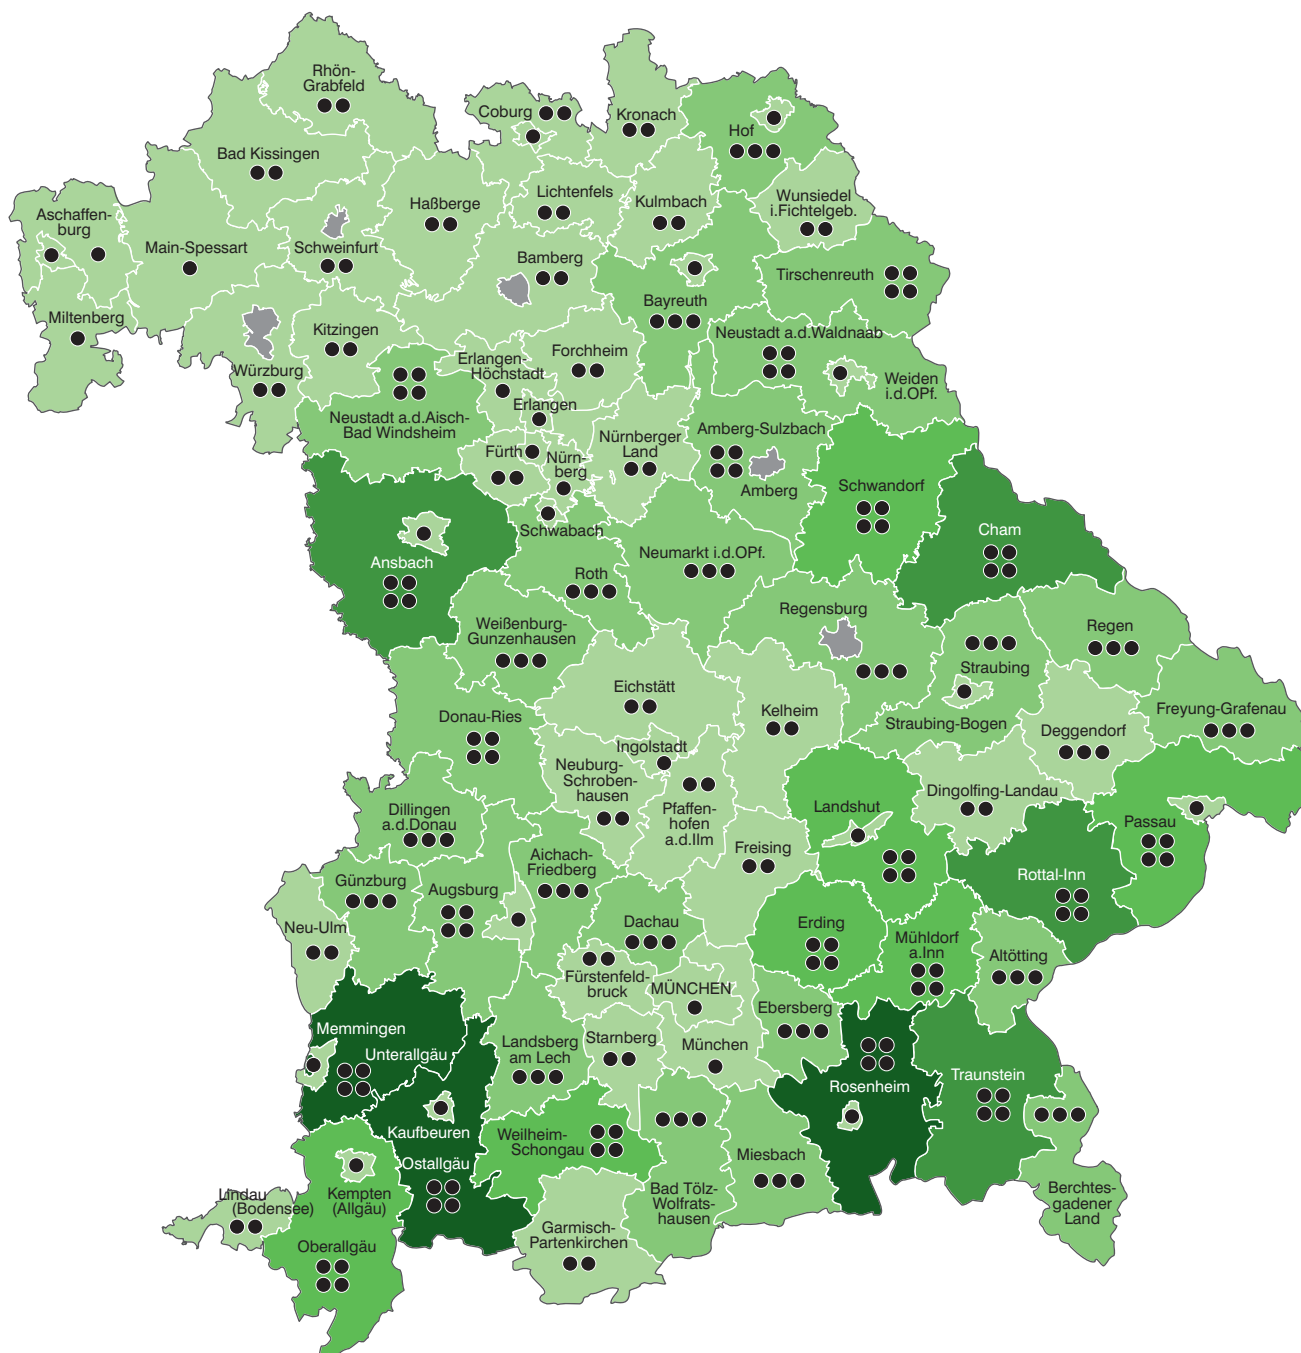 Rhön-
Grabfeld
Coburg
Kronach
Hof
Bad Kissingen
Lichtenfels
Kulmbach
Wunsiedel
i.Fichtelgeb.
Haßberge
Aschaffen-
burg
Main-Spessart
Schweinfurt
Bamberg
Tirschenreuth
Bayreuth
Miltenberg
Kitzingen
Neustadt a.d.Waldnaab
Forchheim
Erlangen-
Höchstadt
Würzburg
Weiden
i.d.OPf.
Erlangen
Neustadt a.d.Aisch-
Bad Windsheim
Amberg-Sulzbach
Nürnberger
Land
Fürth
Nürn-
berg
Amberg
Schwandorf
Schwabach
Cham
Neumarkt i.d.OPf.
Ansbach
Roth
Regensburg
Weißenburg-
Gunzenhausen
Regen
Straubing
Eichstätt
Kelheim
Donau-Ries
Straubing-Bogen
Freyung-Grafenau
Deggendorf
Ingolstadt
Neuburg-
Schroben-
hausen
Dingolfing-Landau
Landshut
Dillingen
a.d.Donau
Pfaffen-
hofen
a.d.Ilm
Passau
Freising
Aichach-
Friedberg
Rottal-Inn
Günzburg
Augsburg
Dachau
Erding
Neu-Ulm
Mühldorf
a.Inn
Altötting
Fürstenfeld-
bruck
MÜNCHEN
Ebersberg
Memmingen
Unterallgäu
Landsberg
am Lech
Starnberg
München
Traunstein
Rosenheim
Kaufbeuren
Weilheim-
Schongau
Miesbach
Ostallgäu
Bad Tölz-
Wolfrats-
hausen
Berchtes-
gadener
Land
Lindau
(Bodensee)
Kempten
(Allgäu)
Garmisch-
Partenkirchen
Oberallgäu